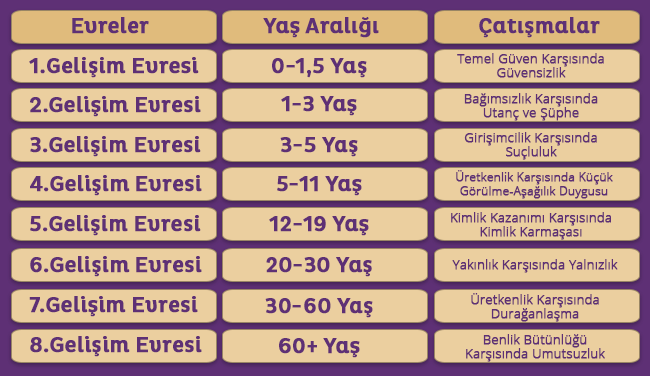 Evreler
Yaş Aralığı
Çatışmalar
1.Gelişim Evresi
0-1,5 Yaş
Temel Güven Karşısında
Güvensizlik
2.Gelişim Evresi
1-3 Yaş
Bağımsızlık Karşısında
Utanç ve Şüphe
3.Gelişim Evresi
3-5 Yaş
Girişimcilik Karşısında
Suçluluk
4.Gelişim Evresi
5-11 Yaş
Üretkenlik Karşısında Küçük
Görülme-Aşağılık Duygusu
5.Gelişim Evresi
12-19 Yaş
Kimlik Kazanımı Karşısında
Kimlik Karmaşası
6.Gelişim Evresi
20-30 Yaş
Yakınlık Karşısında Yalnızlık
7.Gelişim Evresi
30-60 Yaş
Üretkenlik Karşısında
Durağanlaşma
8.Gelişim Evresi
60+ Yaş
Benlik Bütünlüğü
Karşısında Umutsuzluk